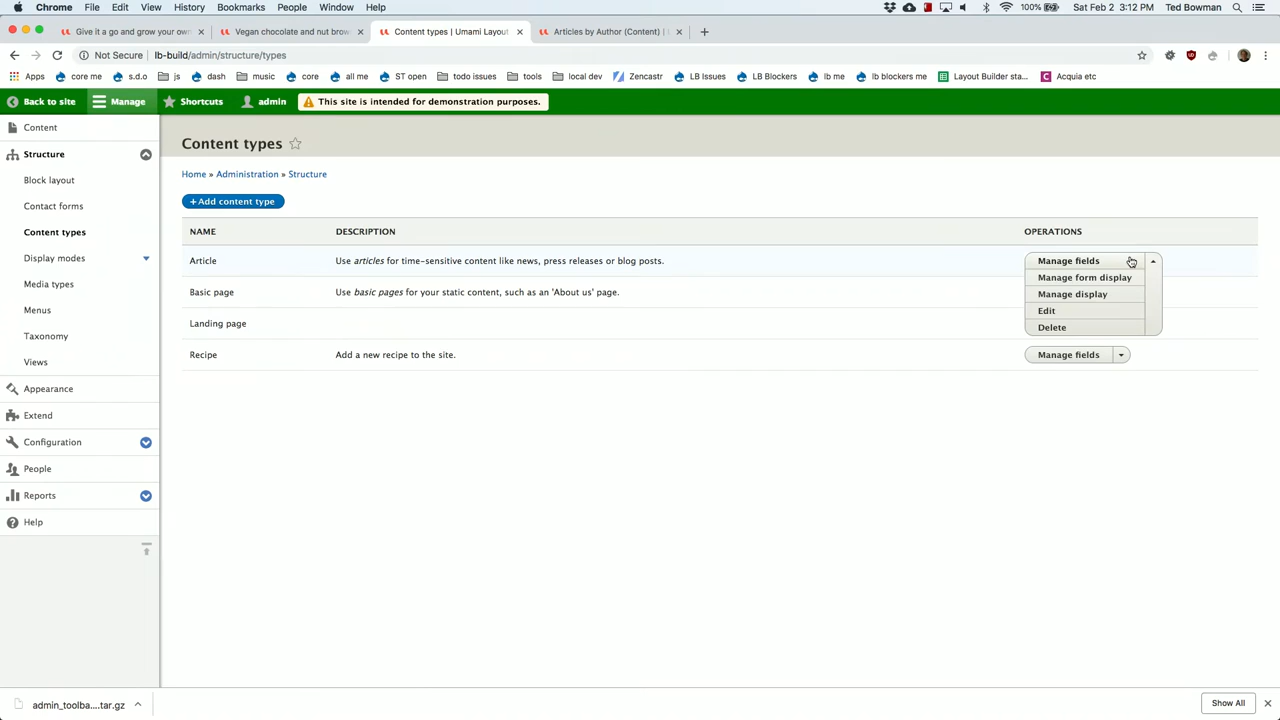 Chrome File Edit View History Bookmarks People Window Help 100% Sat Feb 2 3:12 PM Ted Bowman
Give it a go and grow your own Vegan chocolate and nut brow Content types | Umami Layout Articles by Author (Content) |
Not Secure lb-build/admin/structure/types
Apps core me s.d.o js dash music core all me ST open todo issues tools local dev Zencastr LB Issues LB Blockers lb me lb blockers me Layout Builder sta... Acquia etc
Back to site Manage Shortcuts admin This site is intended for demonstration purposes.
Content
Structure
Block layout
Contact forms
Content types
Display modes
Media types
Menus
Taxonomy
Views
Appearance
Extend
Configuration
People
Reports
Help
Content types
Home » Administration » Structure
+ Add content type
NAME DESCRIPTION OPERATIONS
Article Use articles for time-sensitive content like news, press releases or blog posts. Manage fields
Manage form display
Basic page Use basic pages for your static content, such as an 'About us' page. Manage display
Edit
Landing page Delete
Recipe Add a new recipe to the site. Manage fields
admin_toolba....tar.gz Show All